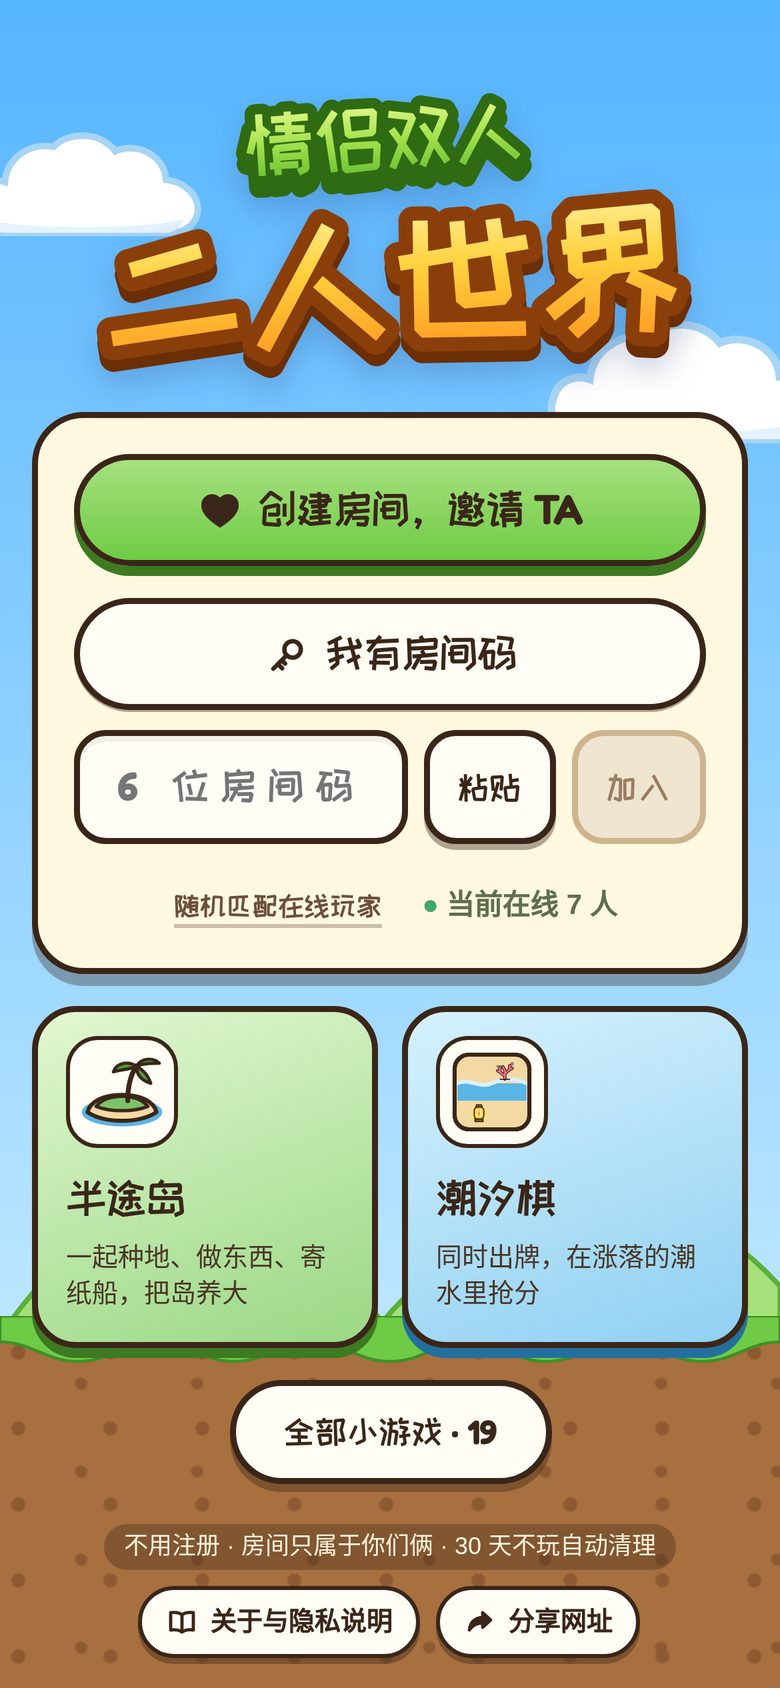 情侣双人
二人世界
创建房间，邀请 TA
我有房间码
6 位房间码
粘贴
加入
随机匹配在线玩家
当前在线 7 人
半途岛
一起种地、做东西、寄
纸船，把岛养大
潮汐棋
同时出牌，在涨落的潮
水里抢分
全部小游戏 · 19
不用注册 · 房间只属于你们俩 · 30 天不玩自动清理
关于与隐私说明
分享网址